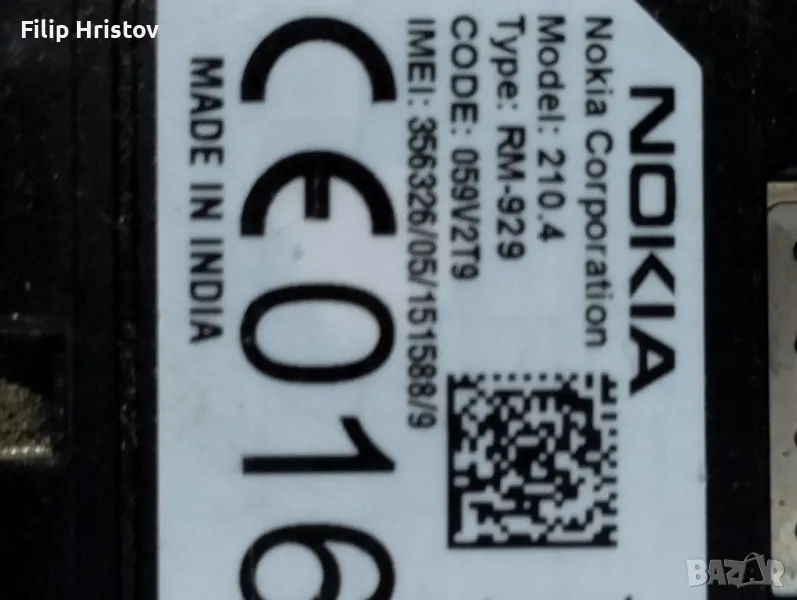 Filip Hristov
NOKIA
Nokia Corporation
Model: 210.4
Type: RM-929
CODE: 059V2T9
IMEI: 356326/05/151588/9
CE016
MADE IN INDIA
bazar